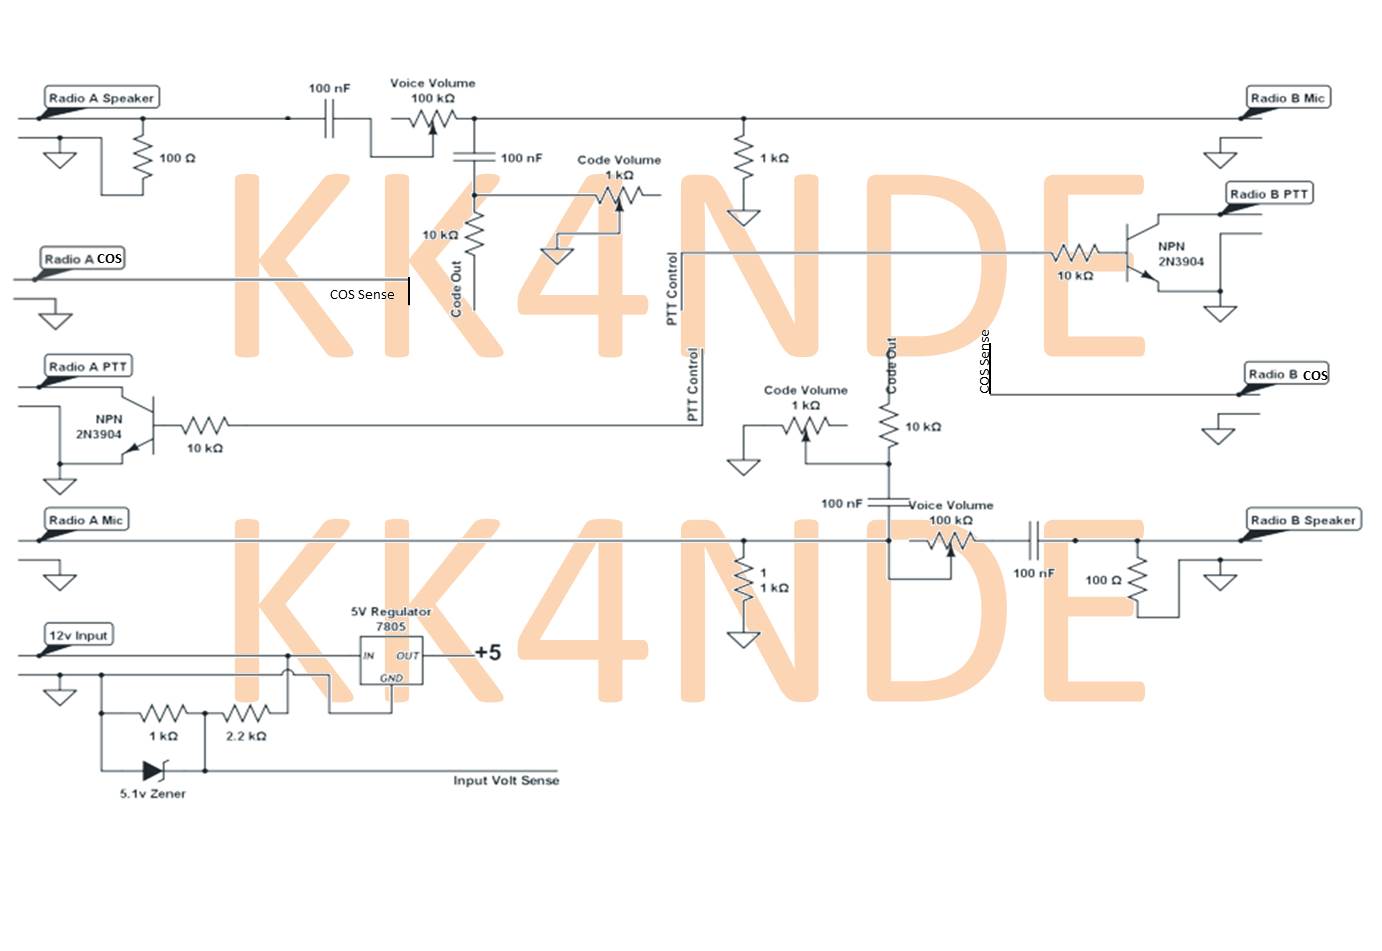 Radio A Speaker
100 nF
Voice Volume
100 kΩ
Radio B Mic
100 Ω
100 nF
Code Volume
1 kΩ
1 kΩ
KK4NDE
Radio B PTT
10 kΩ
Code Out
Radio A COS
COS Sense
PTT Control
10 kΩ
NPN
2N3904
Radio A PTT
NPN
2N3904
10 kΩ
PTT Control
Code Volume
1 kΩ
Code Out
10 kΩ
COS Sense
Radio B COS
Radio A Mic
100 nF
Voice Volume
100 kΩ
Radio B Speaker
KK4NDE
1
1 kΩ
100 nF
100 Ω
12v Input
5V Regulator
7805
IN OUT
GND
+5
1 kΩ
2.2 kΩ
5.1v Zener
Input Volt Sense